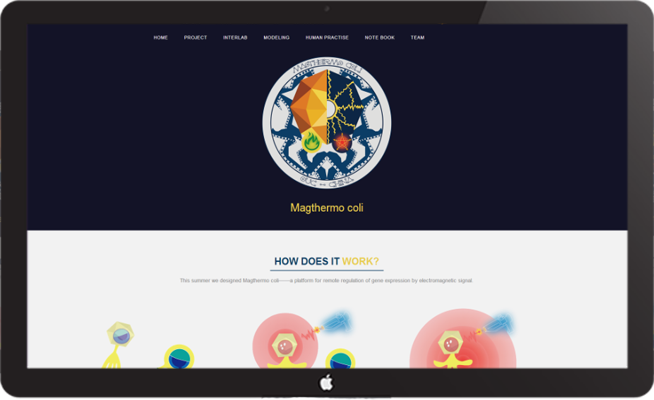 HOME PROJECT INTERLAB MODELING HUMAN PRACTISE NOTE BOOK TEAM
Magthermo coli
HOW DOES IT WORK?
This summer we designed Magthermo coli——a platform for remote regulation of gene expression by electromagnetic signal.